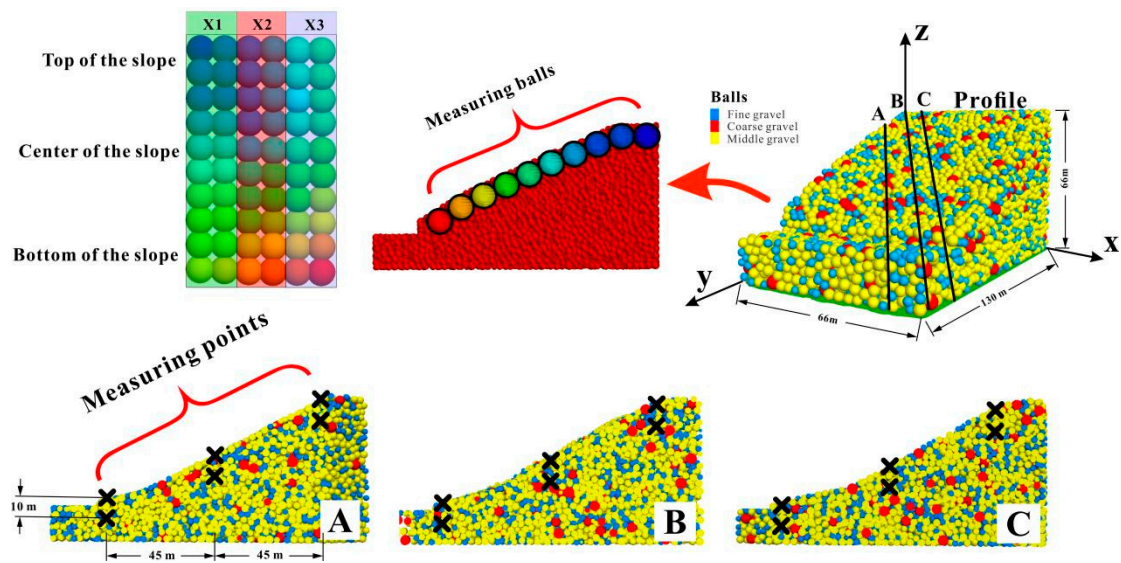 X1 X2 X3
Top of the slope
Center of the slope
Bottom of the slope
Measuring balls
Balls
Fine gravel
Coarse gravel
Middle gravel
z
A B C Profile
66m
x
y
66m
130 m
Measuring points
10 m
45 m 45 m
A
B
C